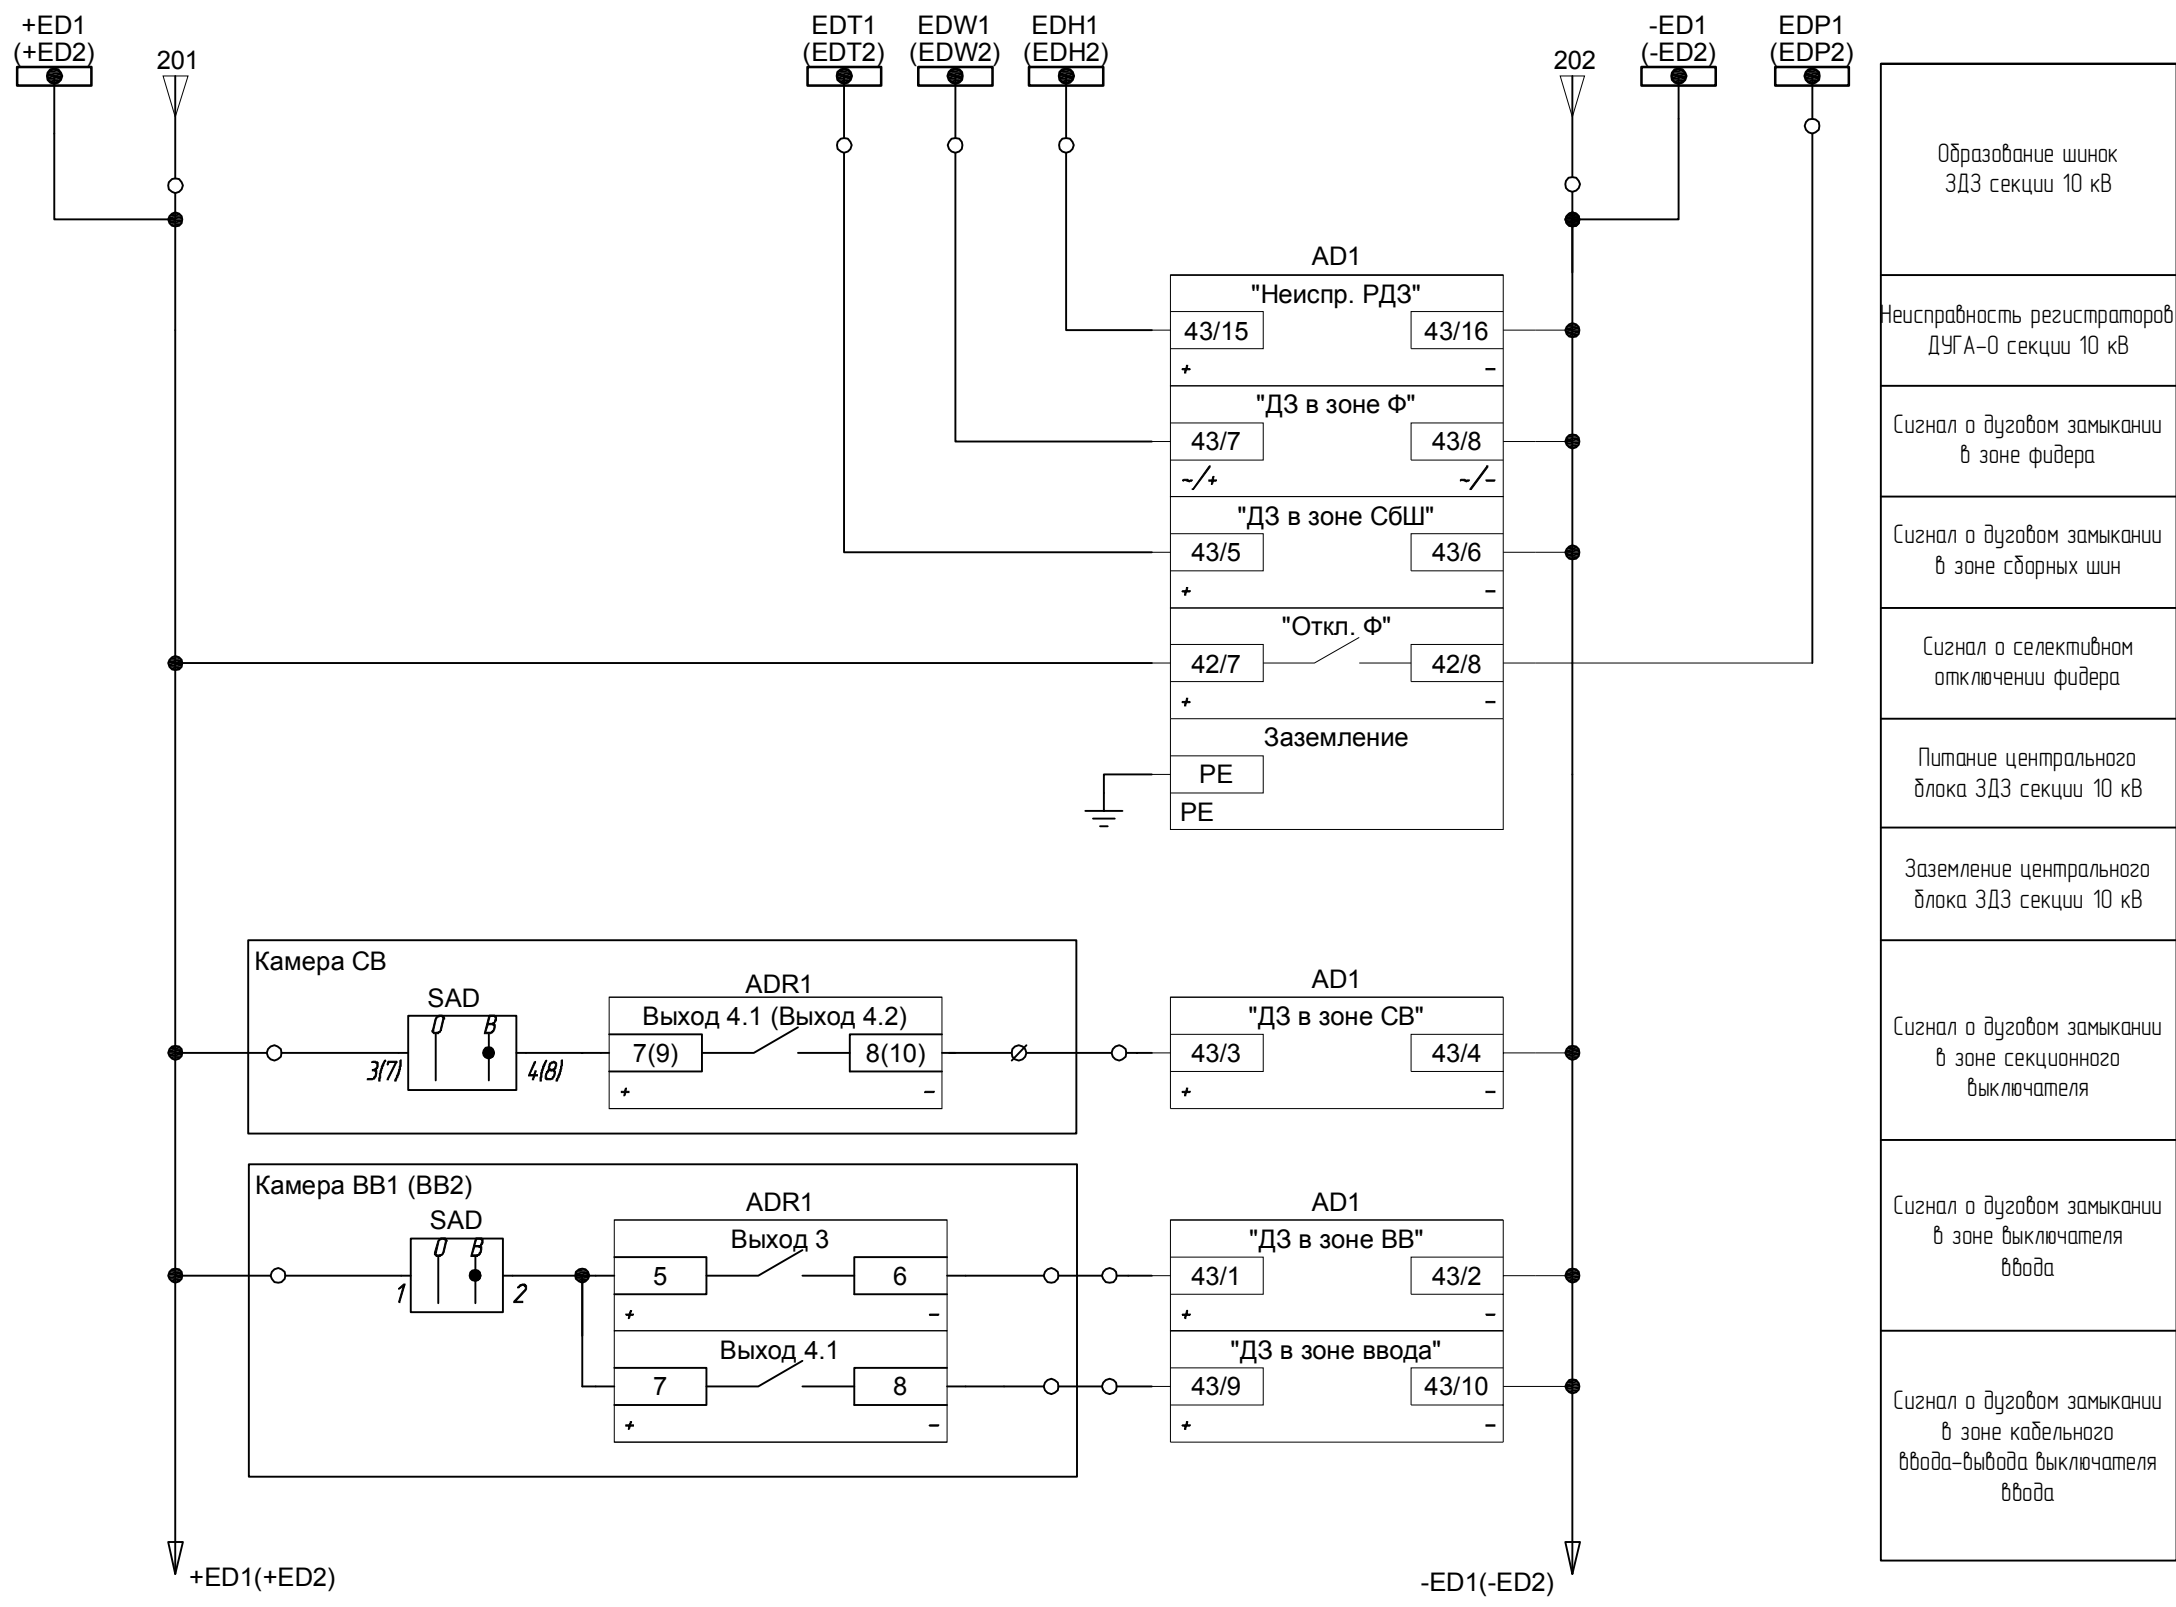 +ED1
(+ED2)
201
EDT1
(EDT2)
EDW1
(EDW2)
EDH1
(EDH2)
202
-ED1
(-ED2)
EDP1
(EDP2)
Образование шинок
ЗДЗ секции 10 кВ
AD1
"Неиспр. РДЗ"
43/15
43/16
+
-
Неисправность регистраторов
ДУГА-О секции 10 кВ
"ДЗ в зоне Ф"
43/7
43/8
~/+
~/-
Сигнал о дуговом замыкании
в зоне фидера
"ДЗ в зоне СбШ"
43/5
43/6
+
-
Сигнал о дуговом замыкании
в зоне сборных шин
"Откл. Ф"
42/7
42/8
+
-
Сигнал о селективном
отключении фидера
Заземление
PE
PE
Питание центрального
блока ЗДЗ секции 10 кВ
Заземление центрального
блока ЗДЗ секции 10 кВ
Камера СВ
SAD
О
В
3(7)
4(8)
ADR1
Выход 4.1 (Выход 4.2)
7(9)
8(10)
+
-
AD1
"ДЗ в зоне СВ"
43/3
43/4
+
-
Сигнал о дуговом замыкании
в зоне секционного
выключателя
Камера ВВ1 (ВВ2)
SAD
О
В
1
2
ADR1
Выход 3
5
6
+
-
Выход 4.1
7
8
+
-
AD1
"ДЗ в зоне ВВ"
43/1
43/2
+
-
"ДЗ в зоне ввода"
43/9
43/10
+
-
Сигнал о дуговом замыкании
в зоне выключателя
ввода
Сигнал о дуговом замыкании
в зоне кабельного
ввода-вывода выключателя
ввода
+ED1(+ED2)
-ED1(-ED2)